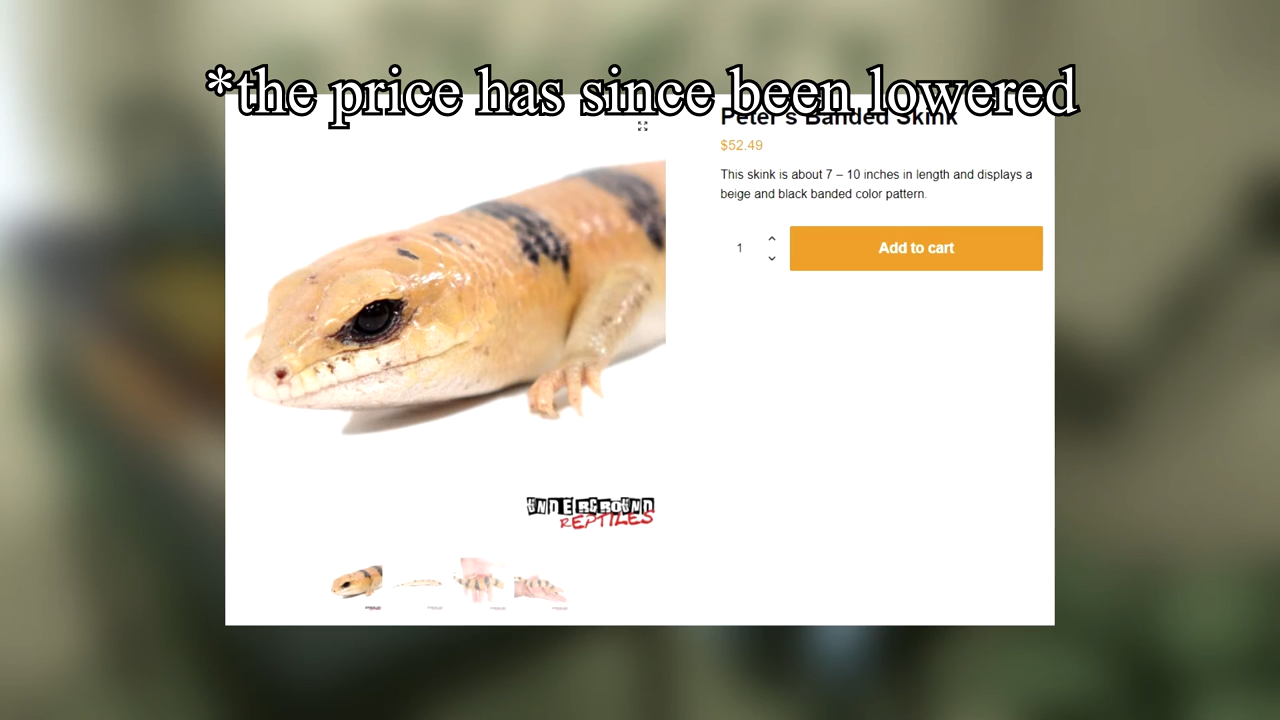 *the price has since been lowered
Peter's Banded Skink
$52.49
This skink is about 7 – 10 inches in length and displays a
beige and black banded color pattern.
1
Add to cart
UNDERGROUND
REPTILES